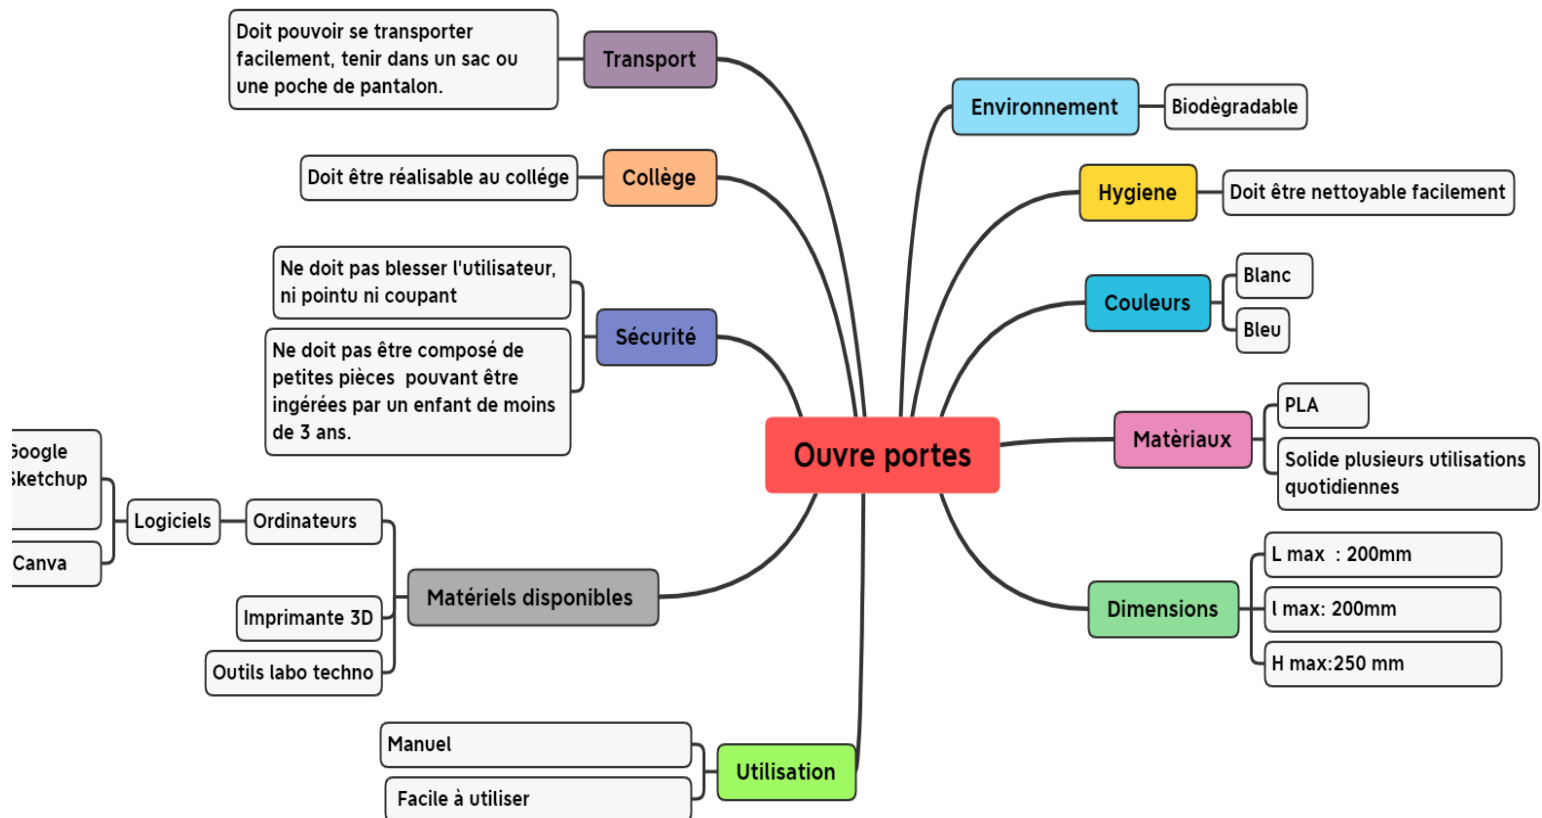 Doit pouvoir se transporter
facilement, tenir dans un sac ou
une poche de pantalon.
Transport
Doit être réalisable au collége
Collège
Ne doit pas blesser l'utilisateur,
ni pointu ni coupant
Ne doit pas être composé de
petites pièces pouvant être
ingérées par un enfant de moins
de 3 ans.
Sécurité
Google
Sketchup
Canva
Logiciels
Ordinateurs
Imprimante 3D
Outils labo techno
Matériels disponibles
Manuel
Facile à utiliser
Utilisation
Ouvre portes
Environnement
Biodègradable
Hygiene
Doit être nettoyable facilement
Couleurs
Blanc
Bleu
Matèriaux
PLA
Solide plusieurs utilisations
quotidiennes
Dimensions
L max : 200mm
l max: 200mm
H max:250 mm